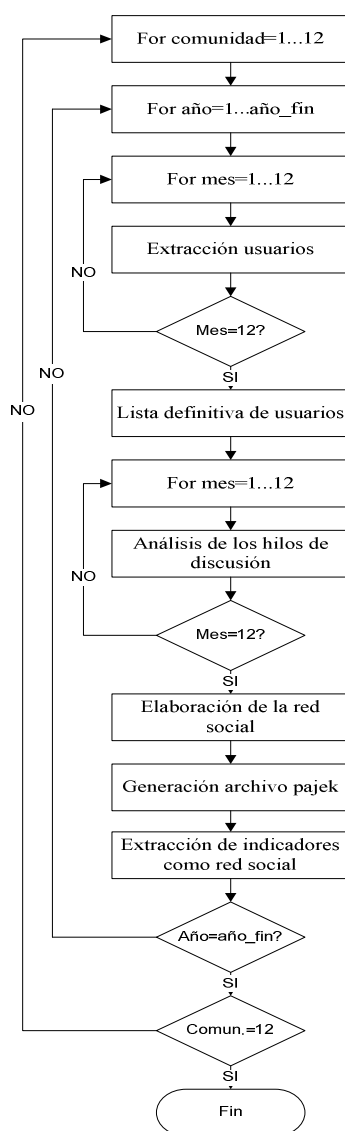 For comunidad=1...12
For año=1...año_fin
For mes=1...12
Extracción usuarios
NO
Mes=12?
NO
SI
NO
Lista definitiva de usuarios
For mes=1...12
Análisis de los hilos de
discusión
NO
Mes=12?
SI
Elaboración de la red
social
Generación archivo pajek
Extracción de indicadores
como red social
Año=año_fin?
SI
Comun.=12
SI
Fin